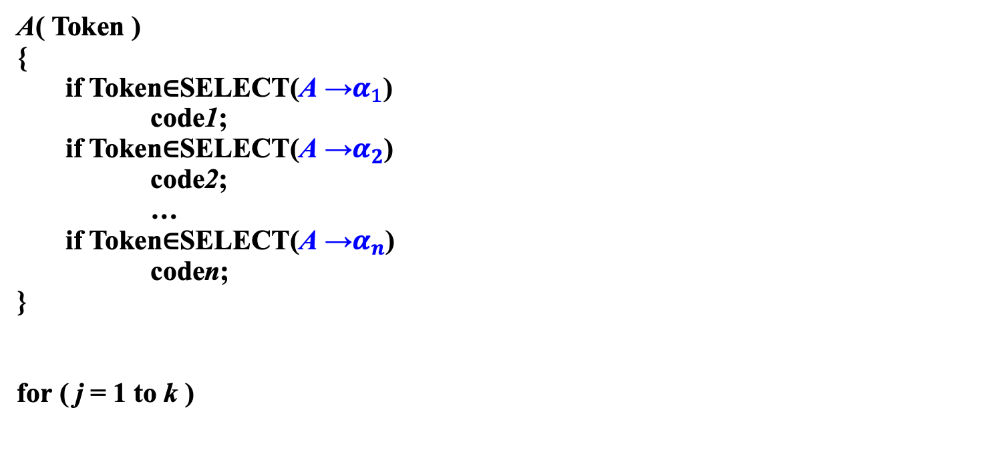 A( Token )
{
if Token∈SELECT(A →α₁)
code1;
if Token∈SELECT(A →α₂)
code2;
…
if Token∈SELECT(A →αₙ)
coden;
}
for ( j = 1 to k )